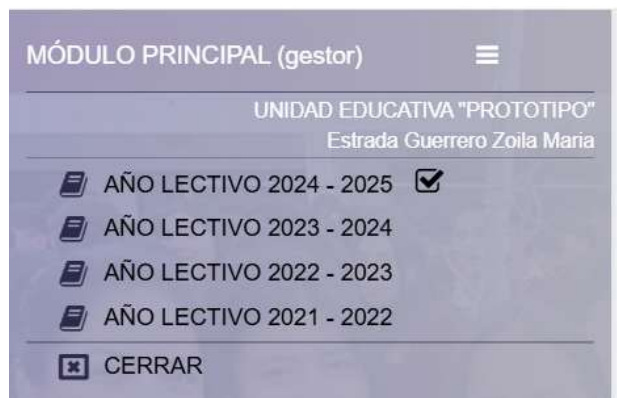 MÓDULO PRINCIPAL (gestor)
UNIDAD EDUCATIVA "PROTOTIPO"
Estrada Guerrero Zoila Maria
AÑO LECTIVO 2024 - 2025
AÑO LECTIVO 2023 - 2024
AÑO LECTIVO 2022 - 2023
AÑO LECTIVO 2021 - 2022
CERRAR